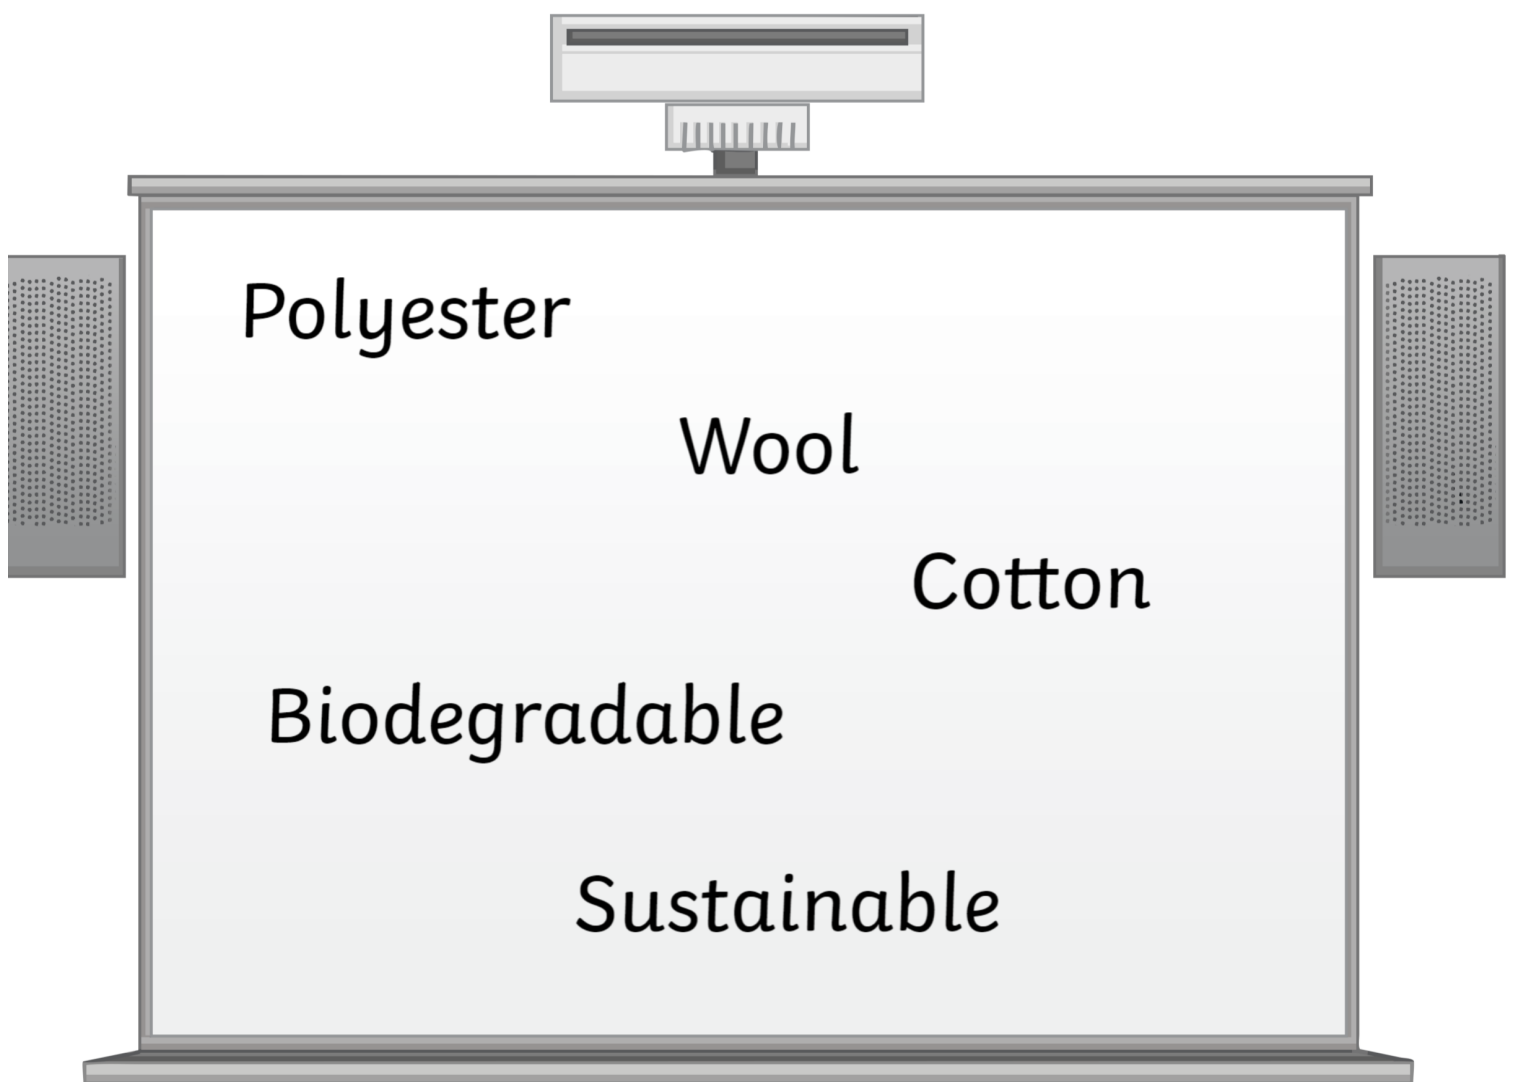 Polyester
Wool
Cotton
Biodegradable
Sustainable